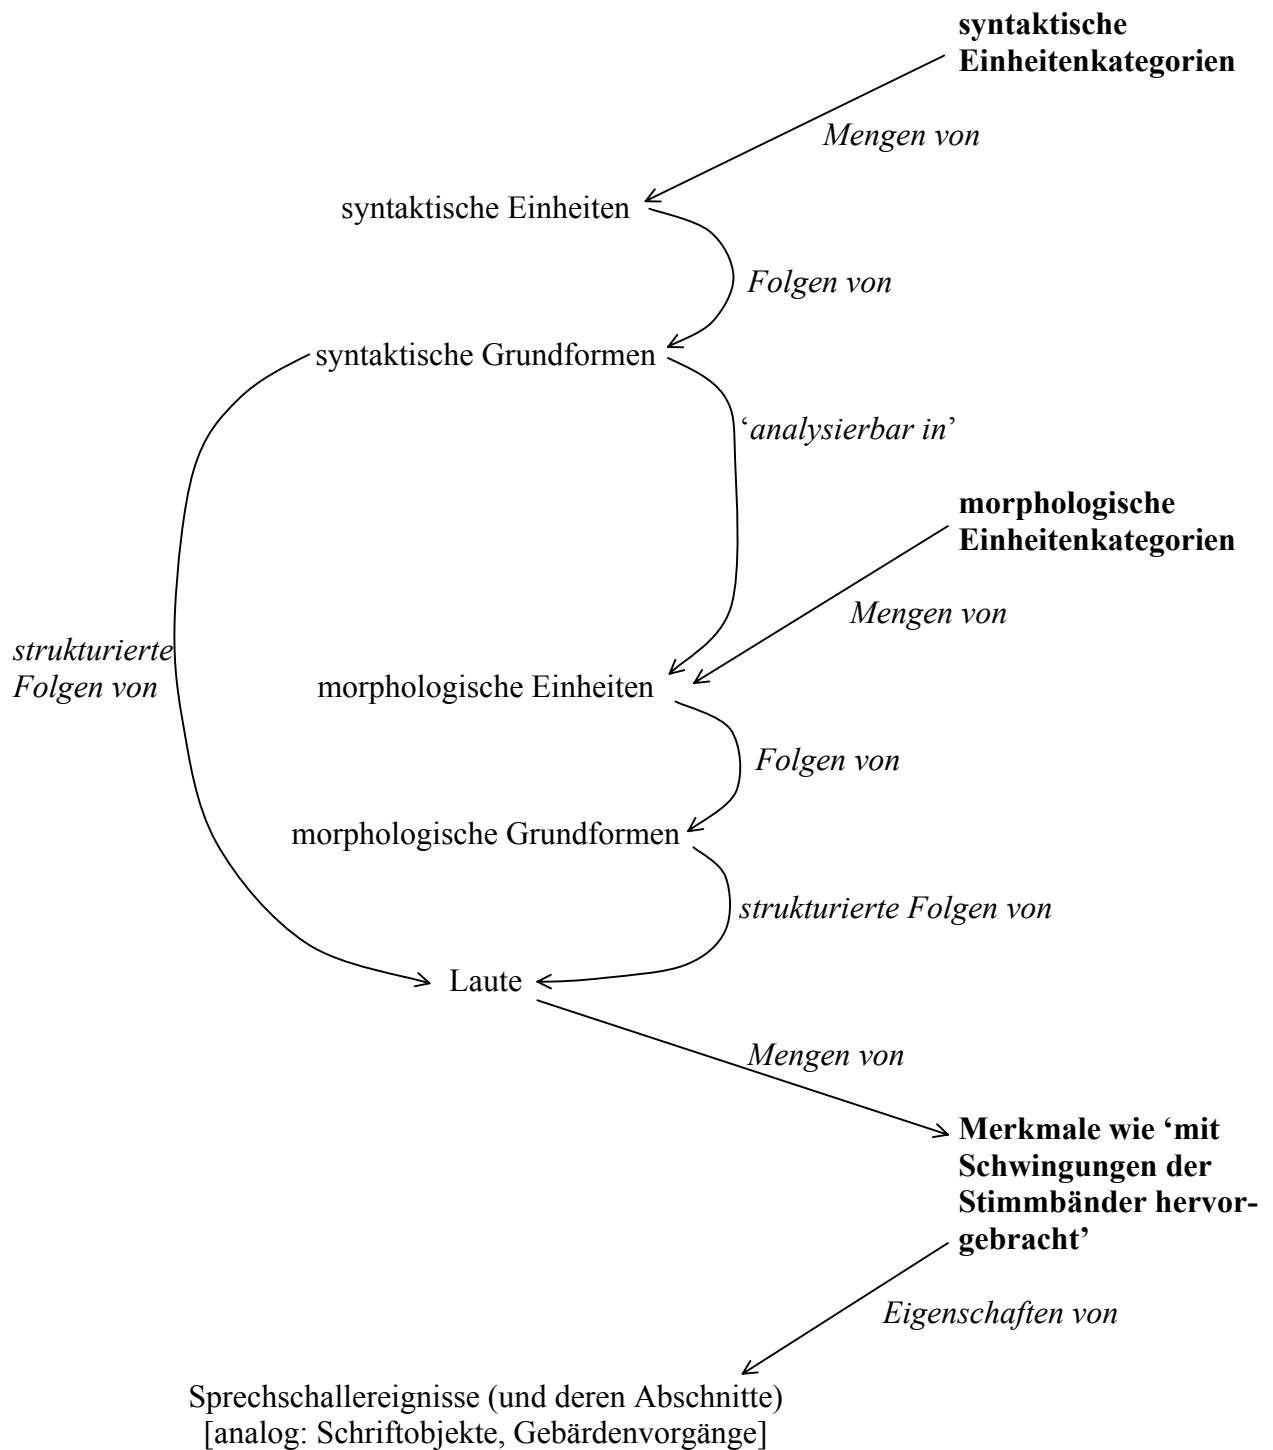 syntaktische
Einheitenkategorien
Mengen von
syntaktische Einheiten
Folgen von
syntaktische Grundformen
‘analysierbar in’
morphologische
Einheitenkategorien
Mengen von
strukturierte
Folgen von
morphologische Einheiten
Folgen von
morphologische Grundformen
strukturierte Folgen von
Laute
Mengen von
Merkmale wie ‘mit
Schwingungen der
Stimmbänder hervor-
gebracht’
Eigenschaften von
Sprechschallereignisse (und deren Abschnitte)
[analog: Schriftobjekte, Gebärdenvorgänge]